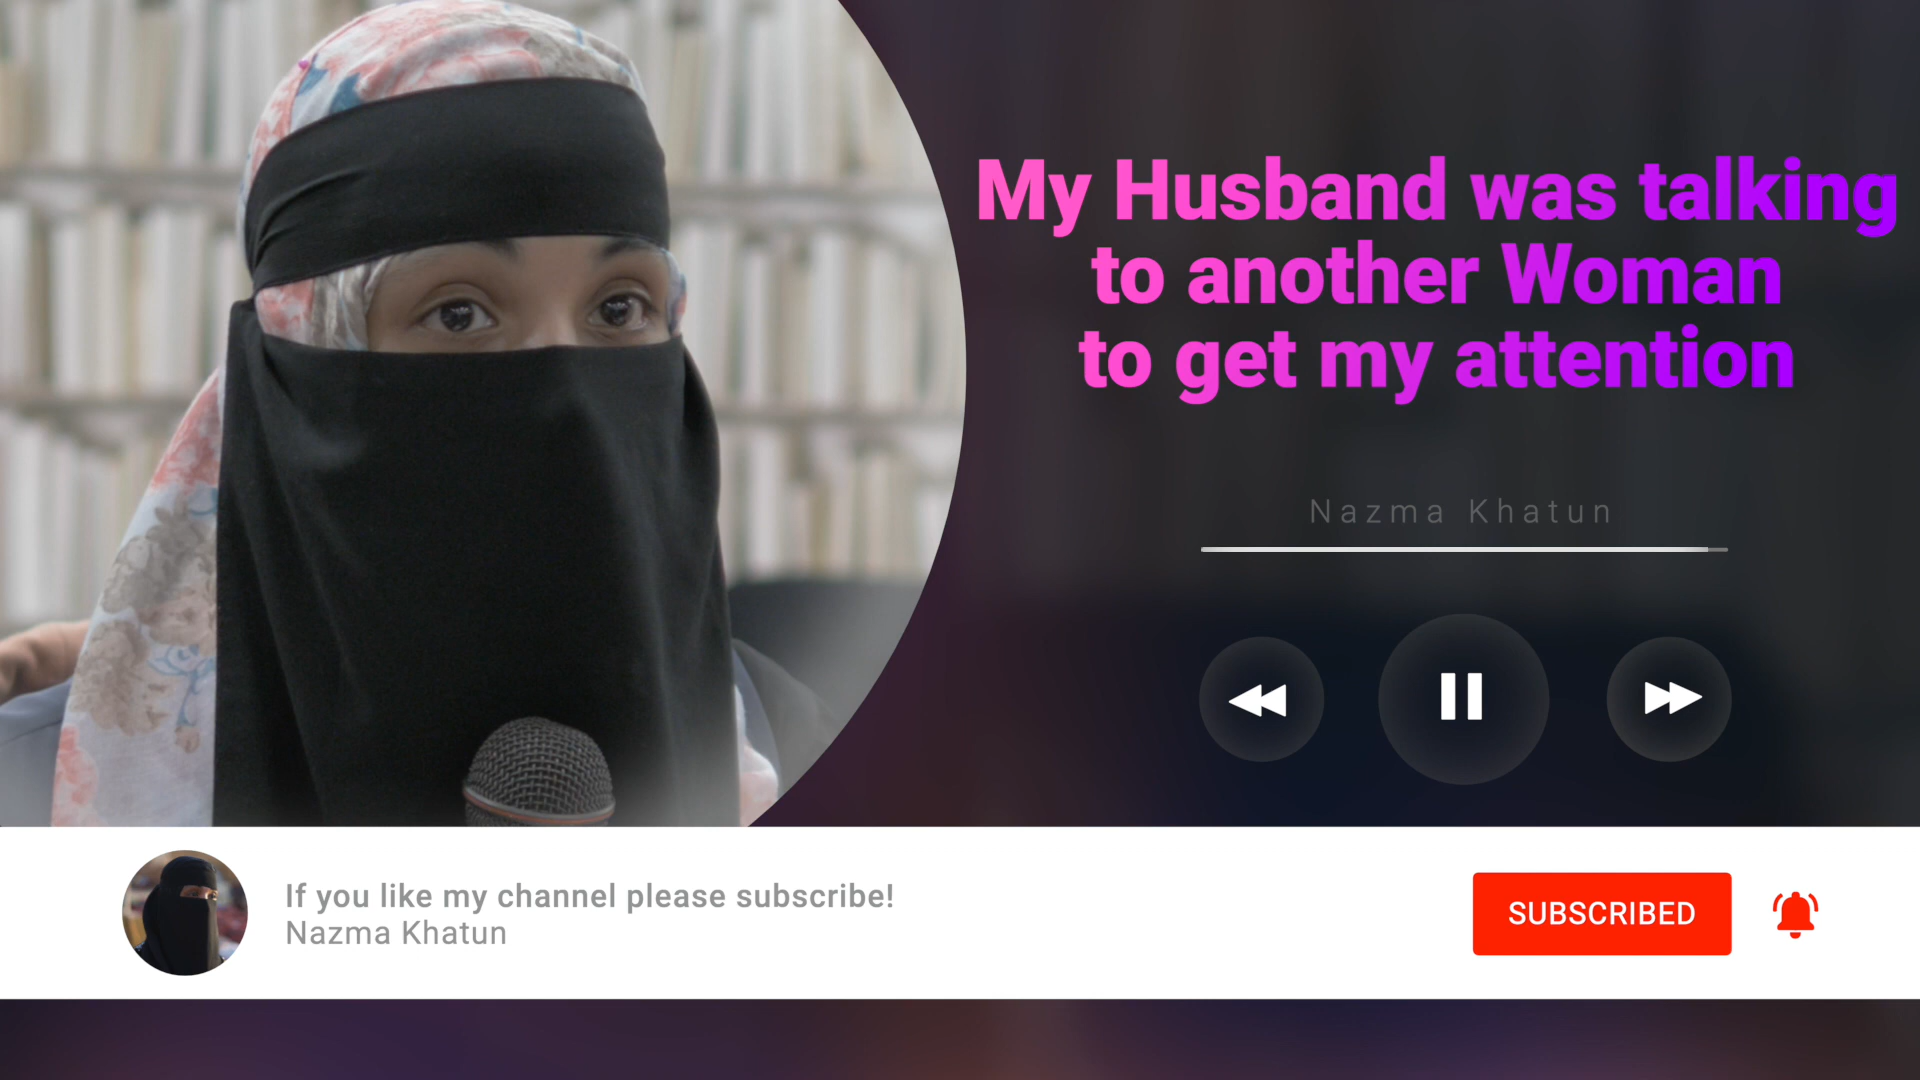 My Husband was talking
to another Woman
to get my attention
Nazma Khatun
If you like my channel please subscribe!
Nazma Khatun
SUBSCRIBED